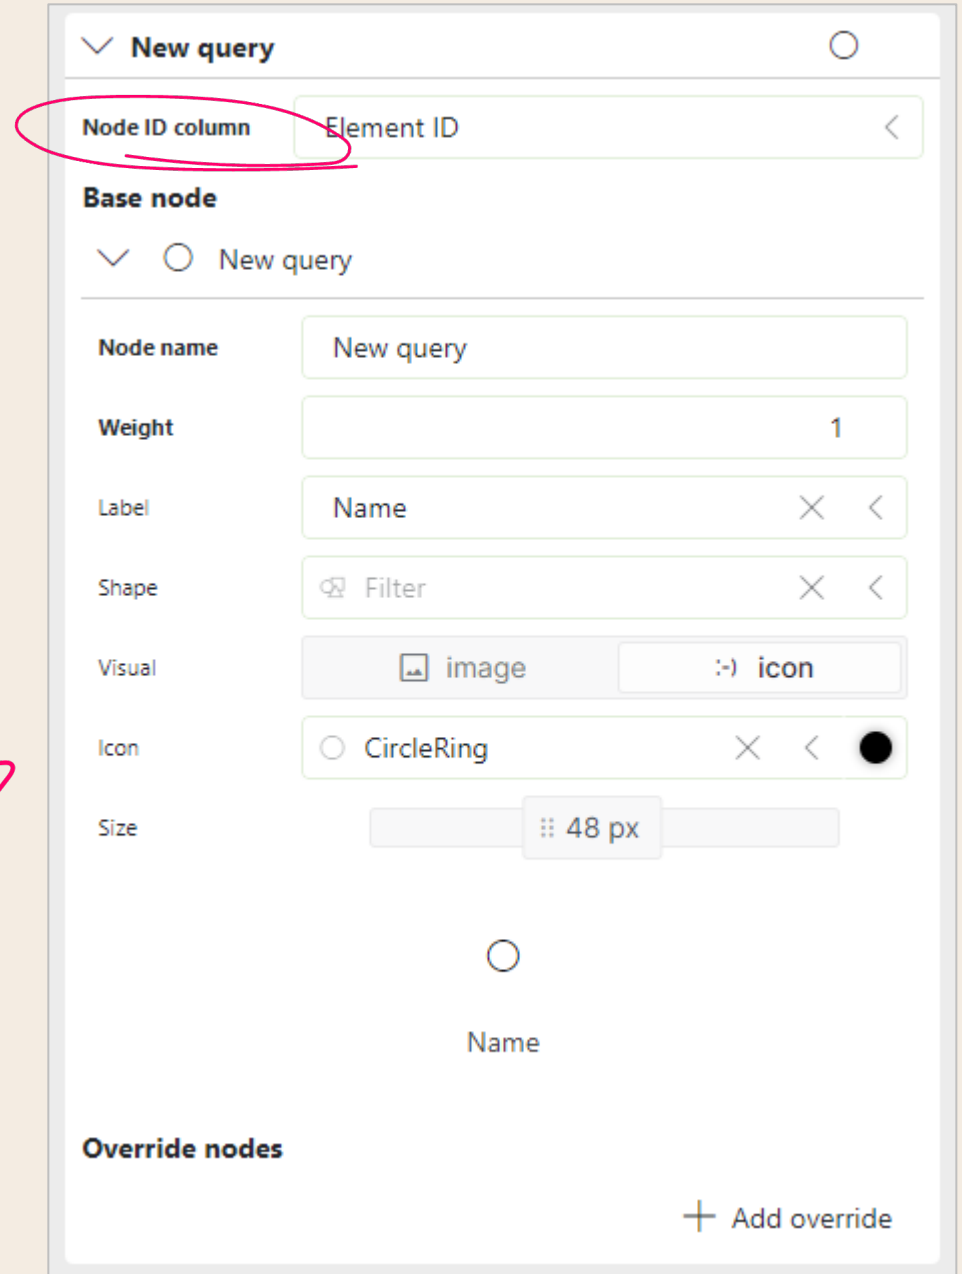 New query
Node ID column Element ID
Base node
New query
Node name New query
Weight 1
Label Name
Shape Filter
Visual image :-) icon
Icon CircleRing
Size 48 px
Name
Override nodes
Add override